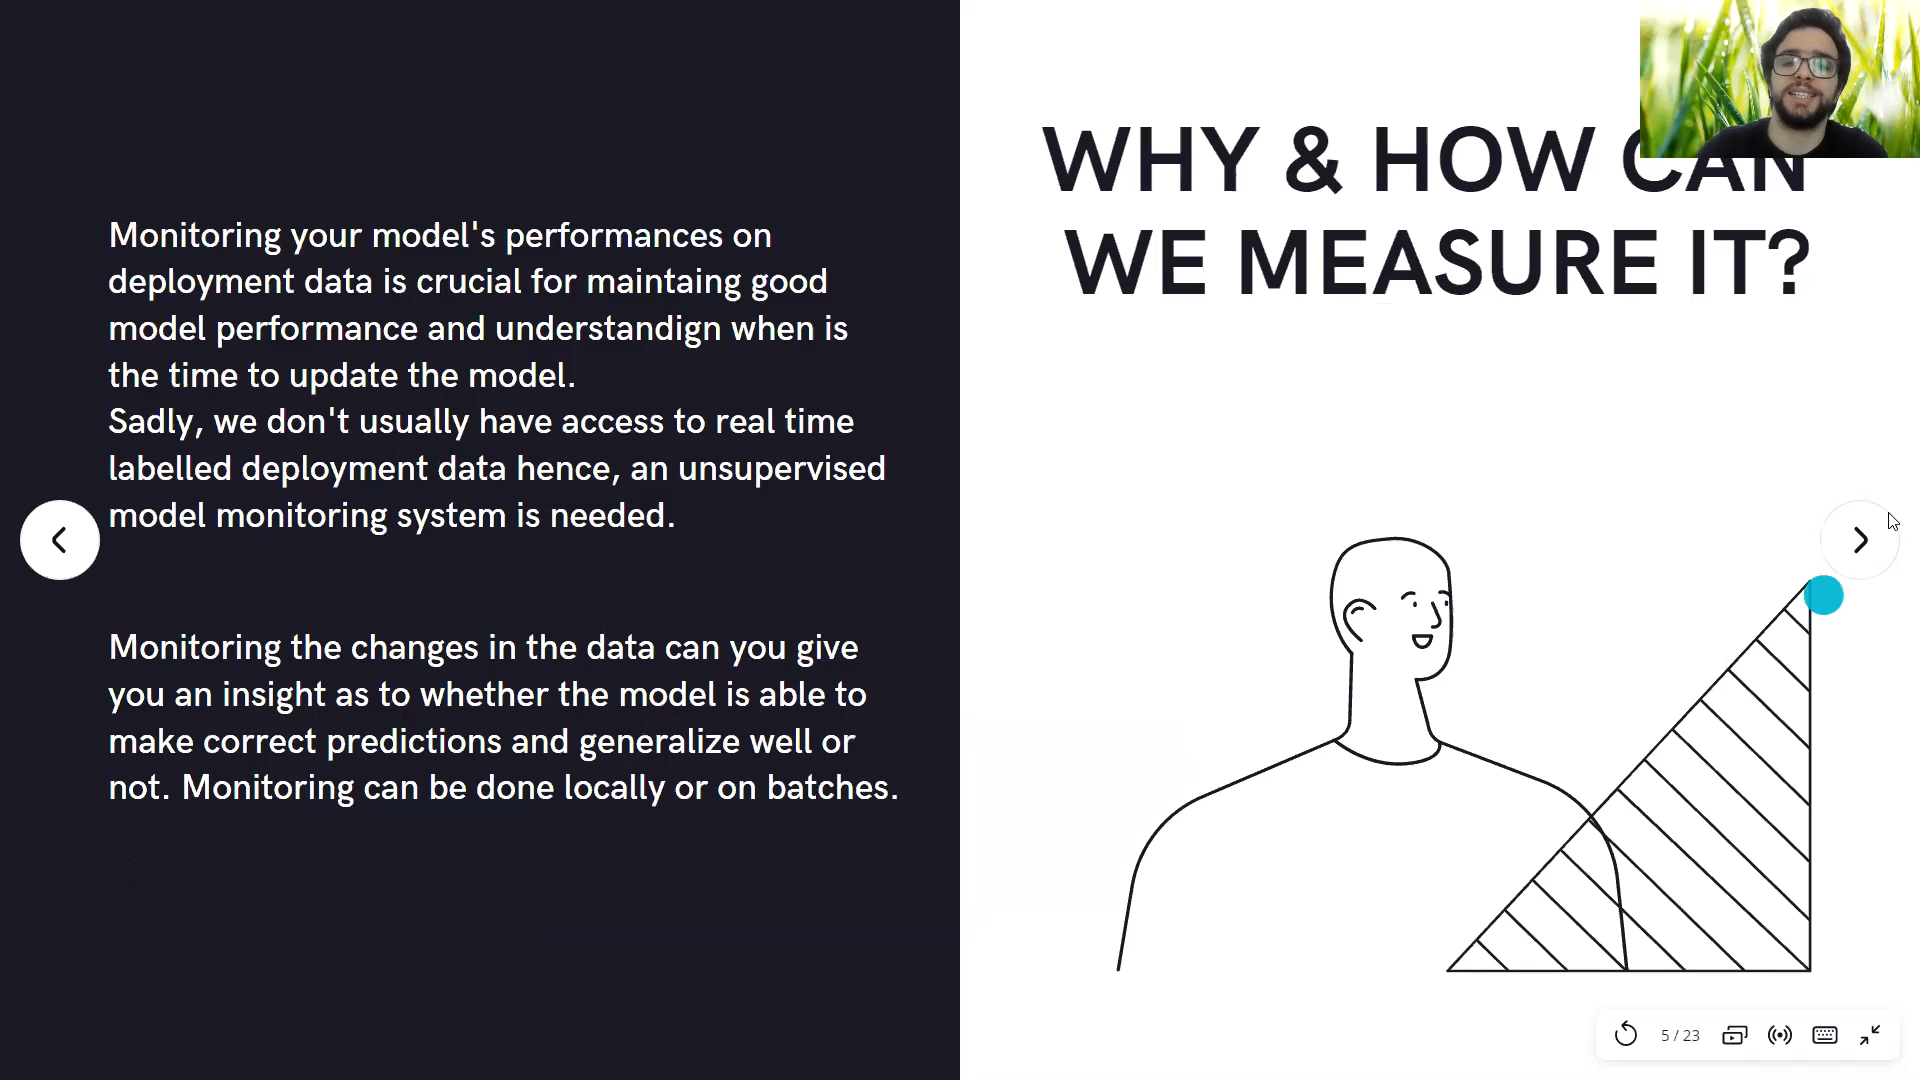 Monitoring your model's performances on
deployment data is crucial for maintaing good
model performance and understandign when is
the time to update the model.
Sadly, we don't usually have access to real time
labelled deployment data hence, an unsupervised
model monitoring system is needed.
Monitoring the changes in the data can you give
you an insight as to whether the model is able to
make correct predictions and generalize well or
not. Monitoring can be done locally or on batches.
WHY & HOW CAN
WE MEASURE IT?
5 / 23